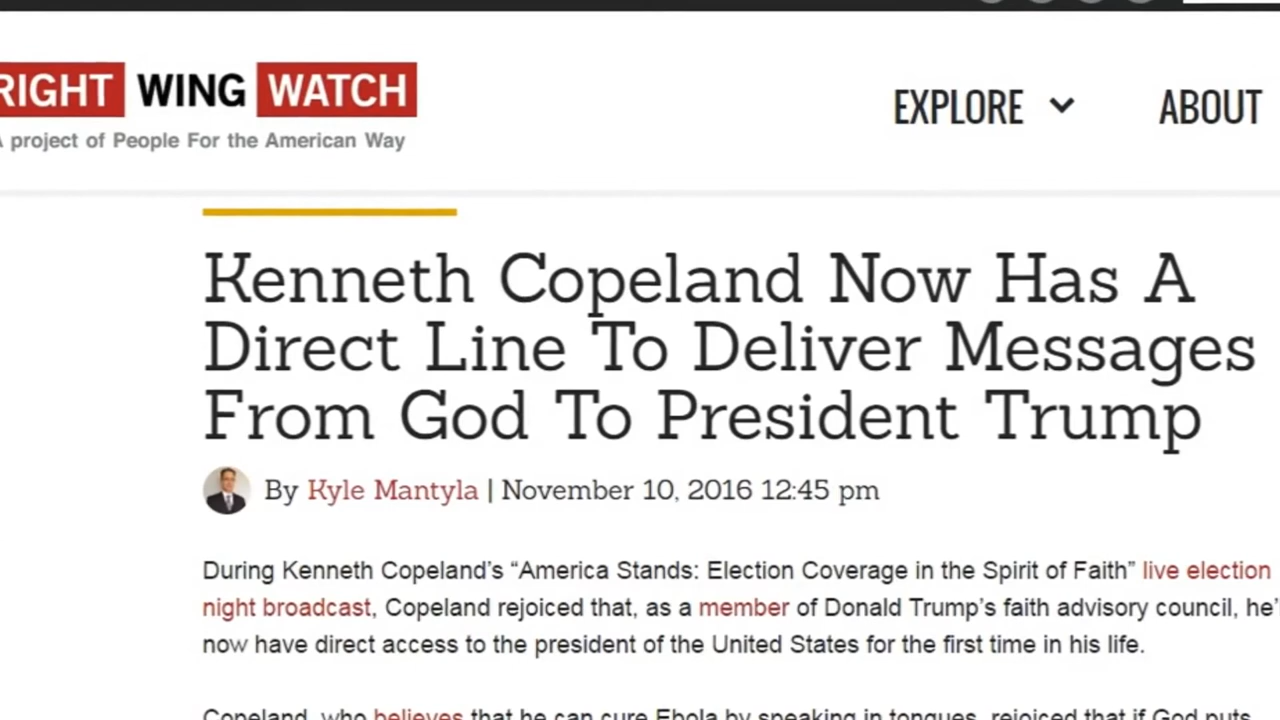 RIGHT WING WATCH
A project of People For the American Way
EXPLORE
ABOUT
Kenneth Copeland Now Has A
Direct Line To Deliver Messages
From God To President Trump
By Kyle Mantyla | November 10, 2016 12:45 pm
During Kenneth Copeland's “America Stands: Election Coverage in the Spirit of Faith” live election
night broadcast, Copeland rejoiced that, as a member of Donald Trump's faith advisory council, he'
now have direct access to the president of the United States for the first time in his life.
Copeland, who believes that he can cure Ebola by speaking in tongues, rejoiced that if God puts